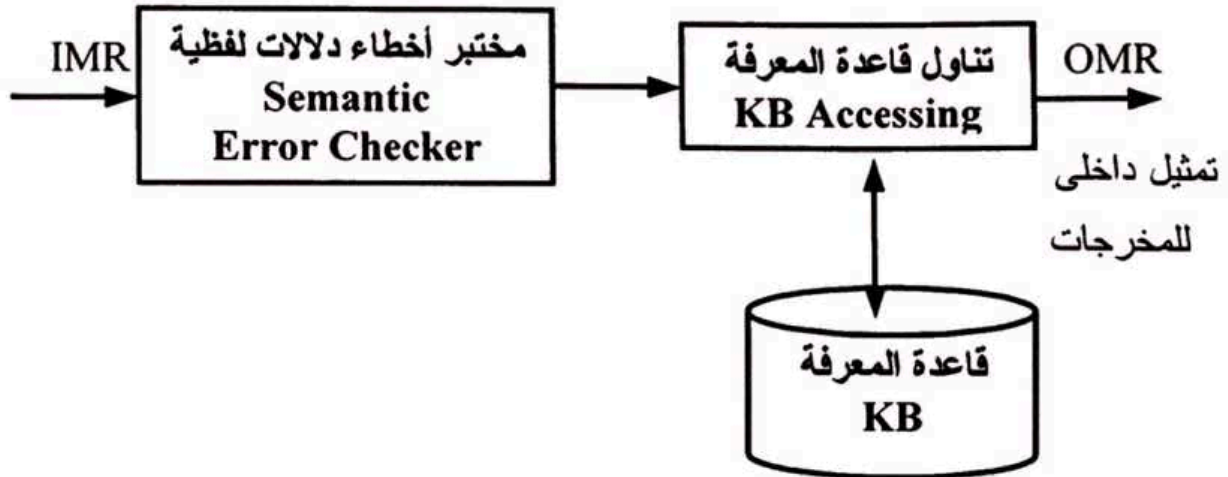 IMR
مختبر أخطاء دلالات لفظية
Semantic
Error Checker
تناول قاعدة المعرفة
KB Accessing
OMR
تمثيل داخلى
للمخرجات
قاعدة المعرفة
KB